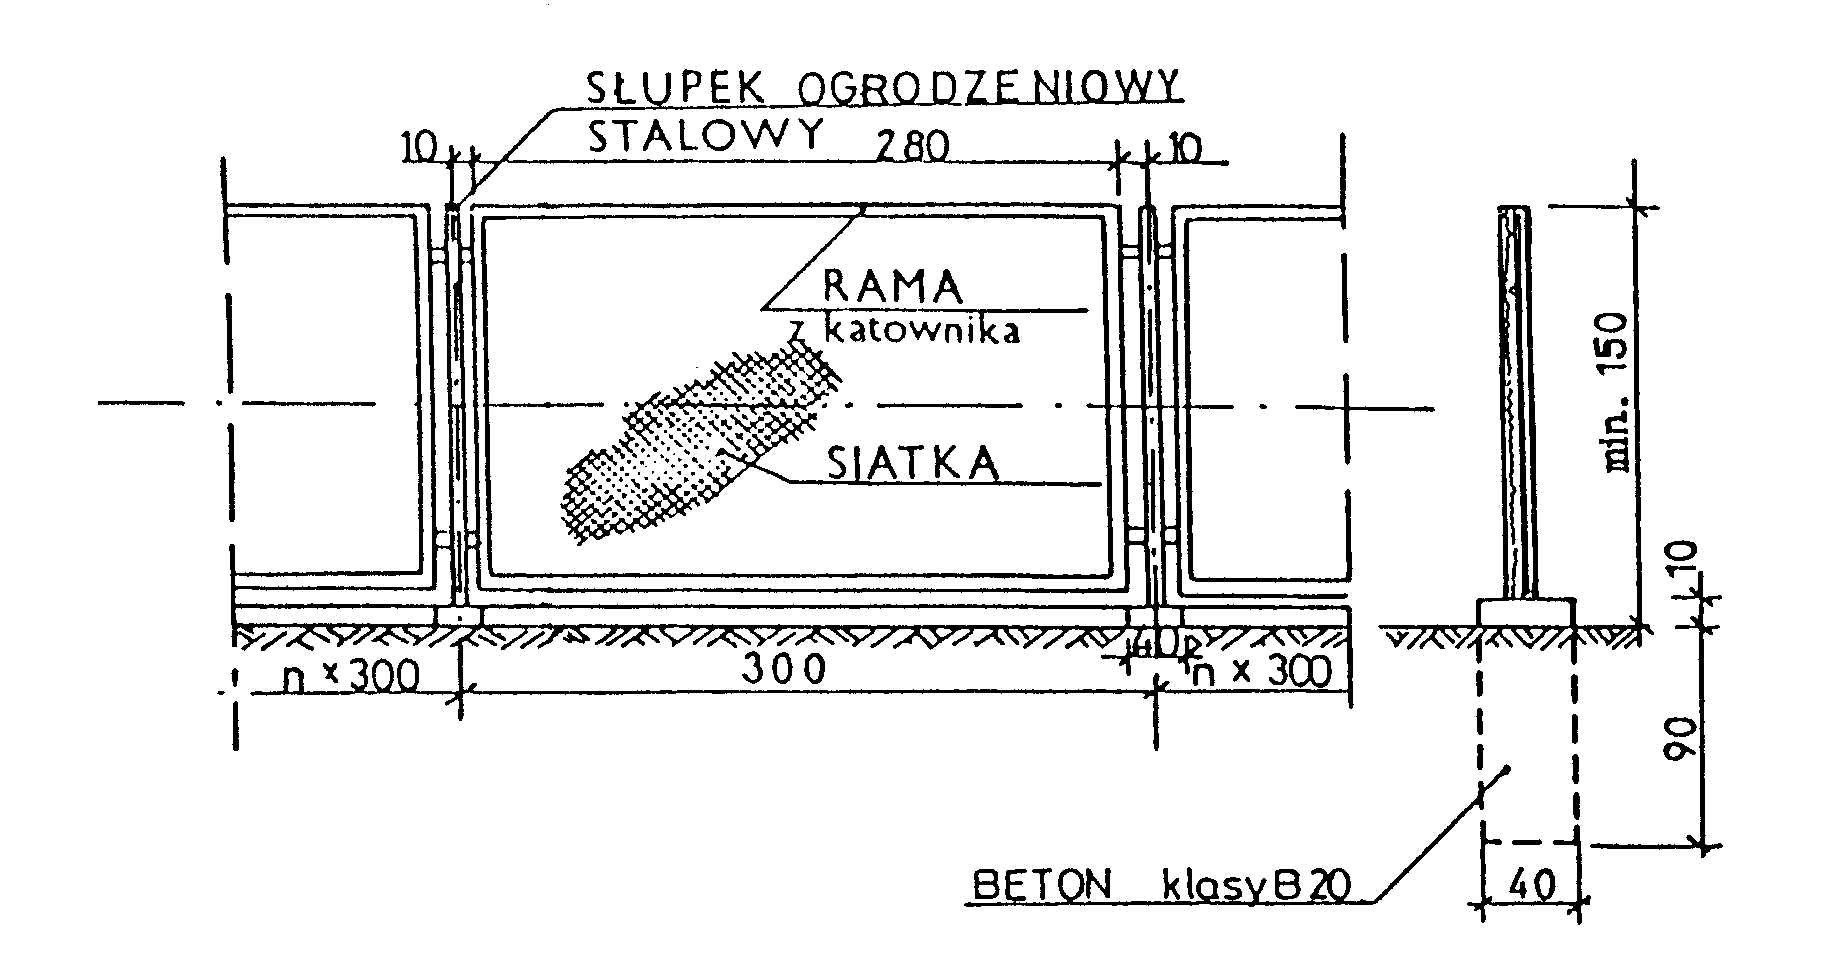 SŁUPEK OGRODZENIOWY
STALOWY
10
280
10
RAMA
z katownika
SIATKA
min. 150
10
n x 300
300
40
n x 300
90
BETON klasy B20
40